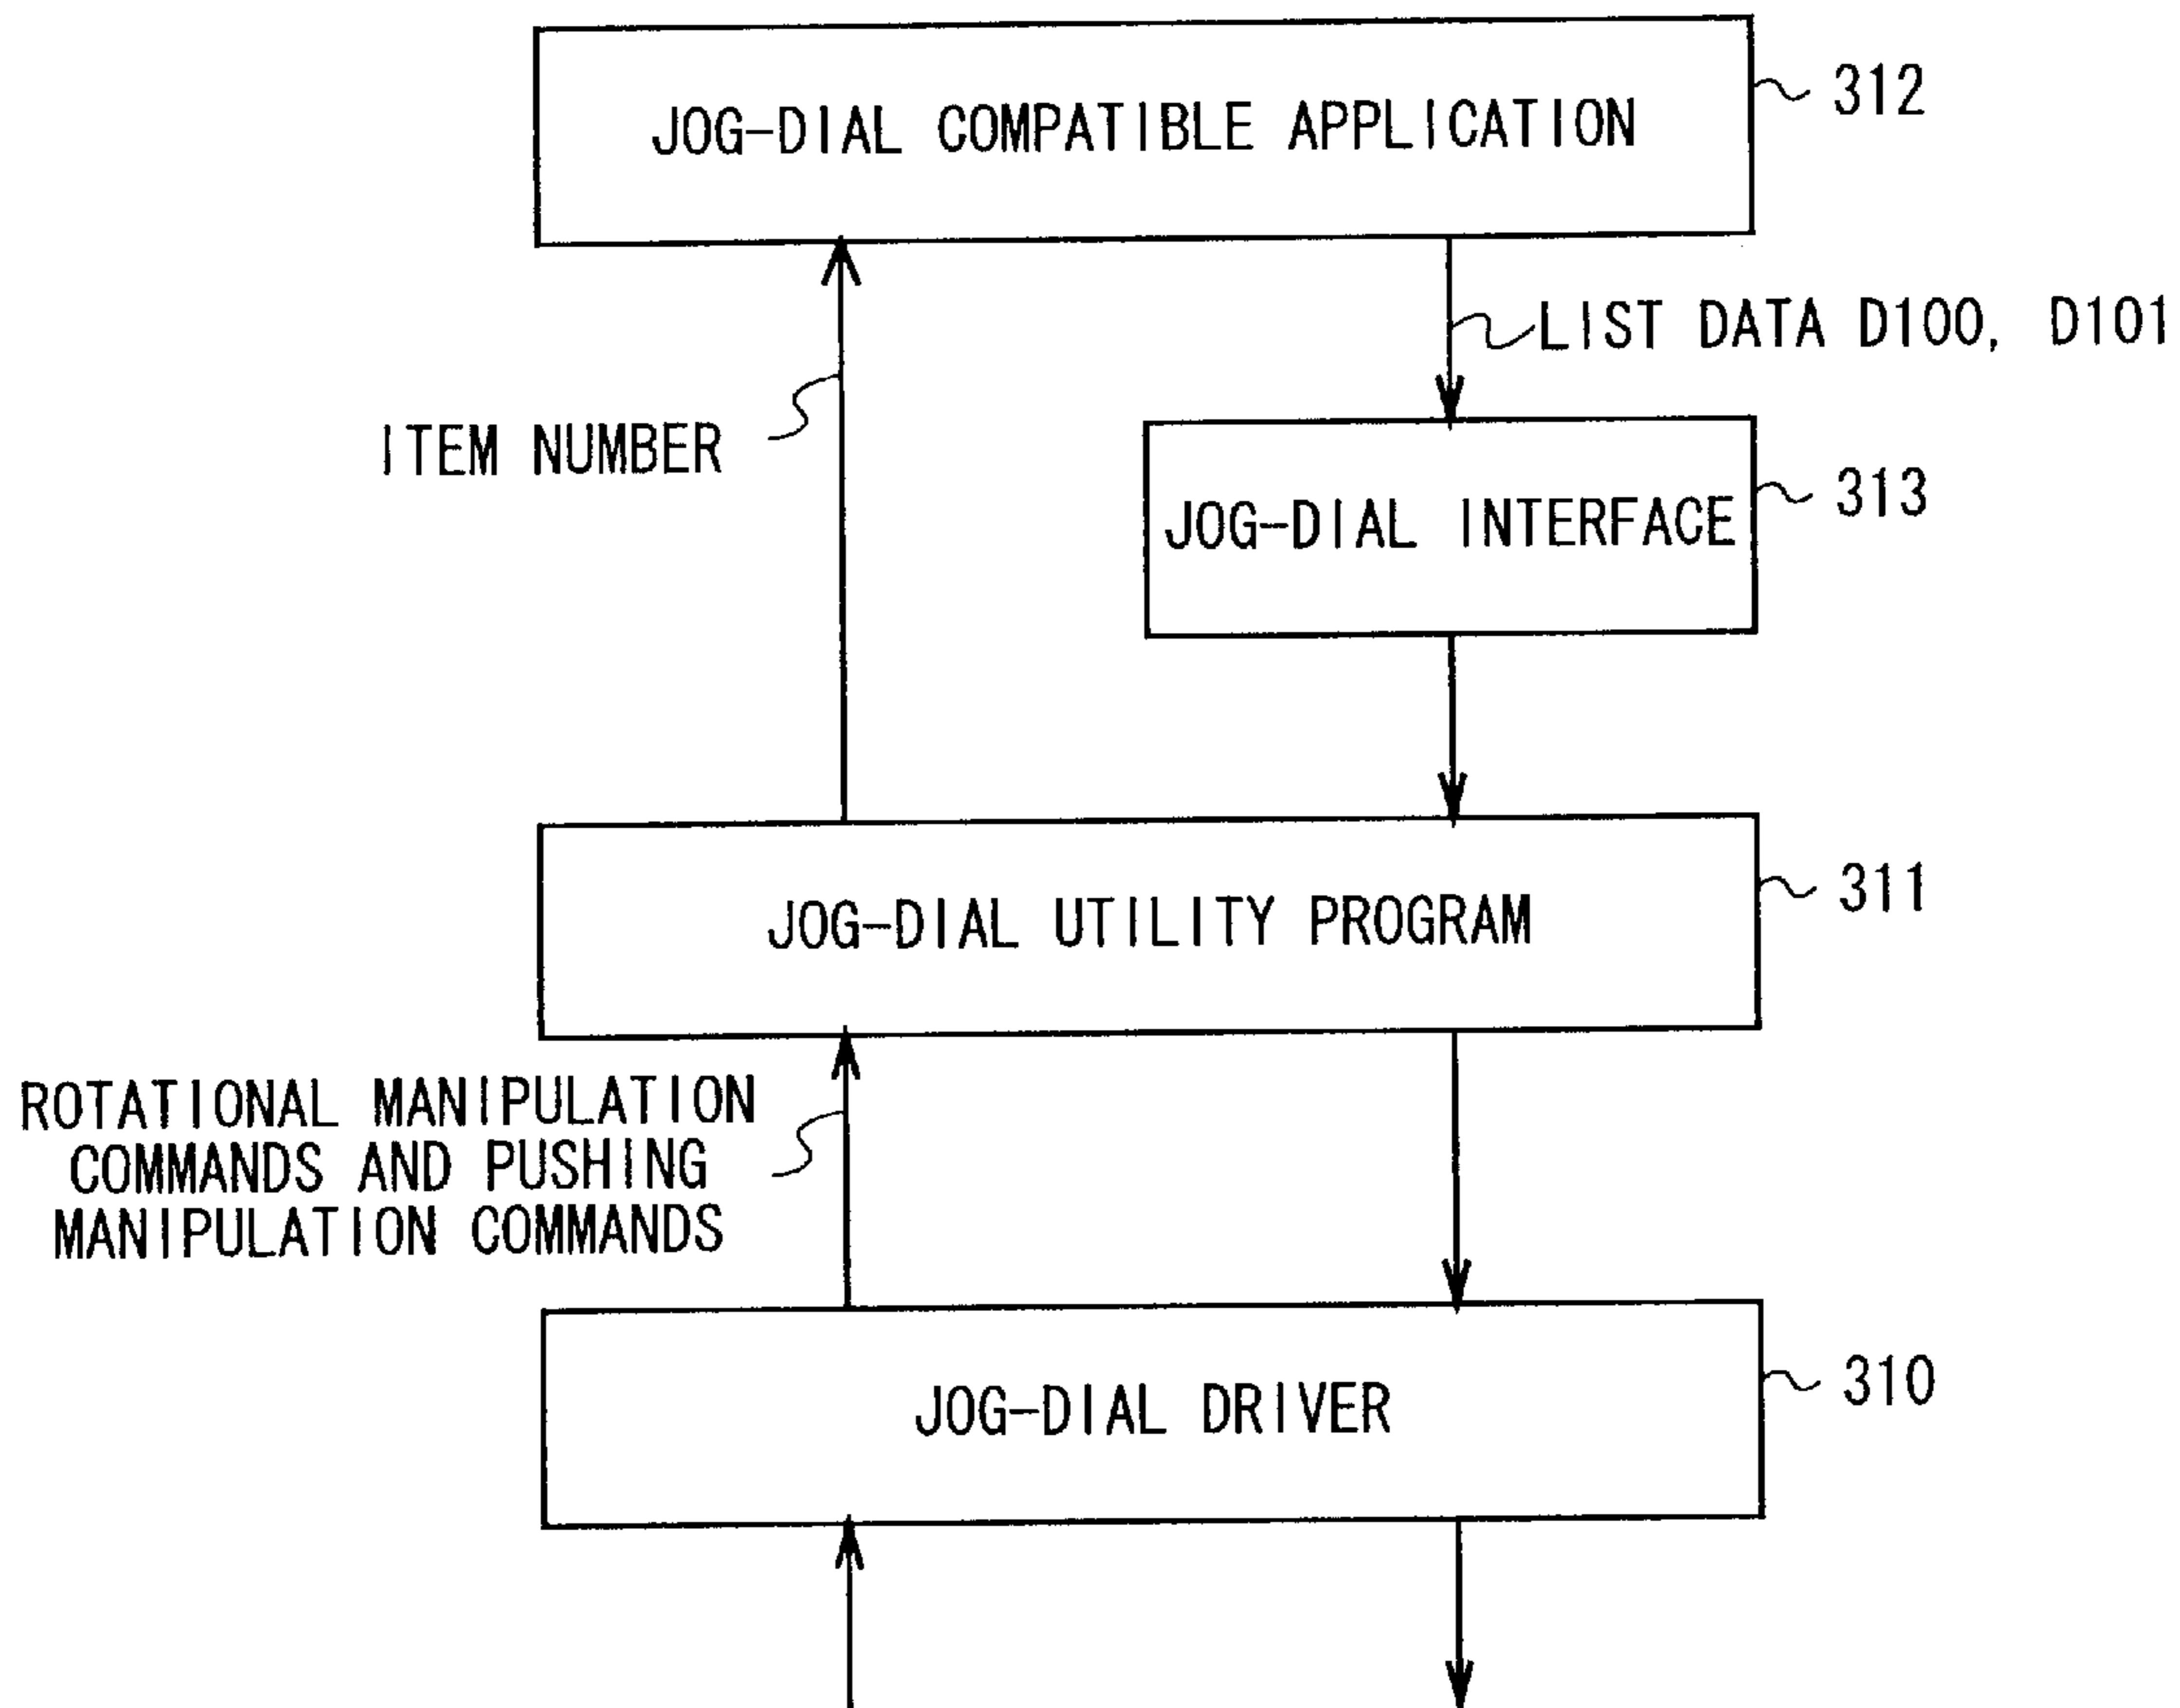 JOG-DIAL COMPATIBLE APPLICATION
312
LIST DATA D100, D101
ITEM NUMBER
JOG-DIAL INTERFACE
313
JOG-DIAL UTILITY PROGRAM
311
ROTATIONAL MANIPULATION
COMMANDS AND PUSHING
MANIPULATION COMMANDS
JOG-DIAL DRIVER
310